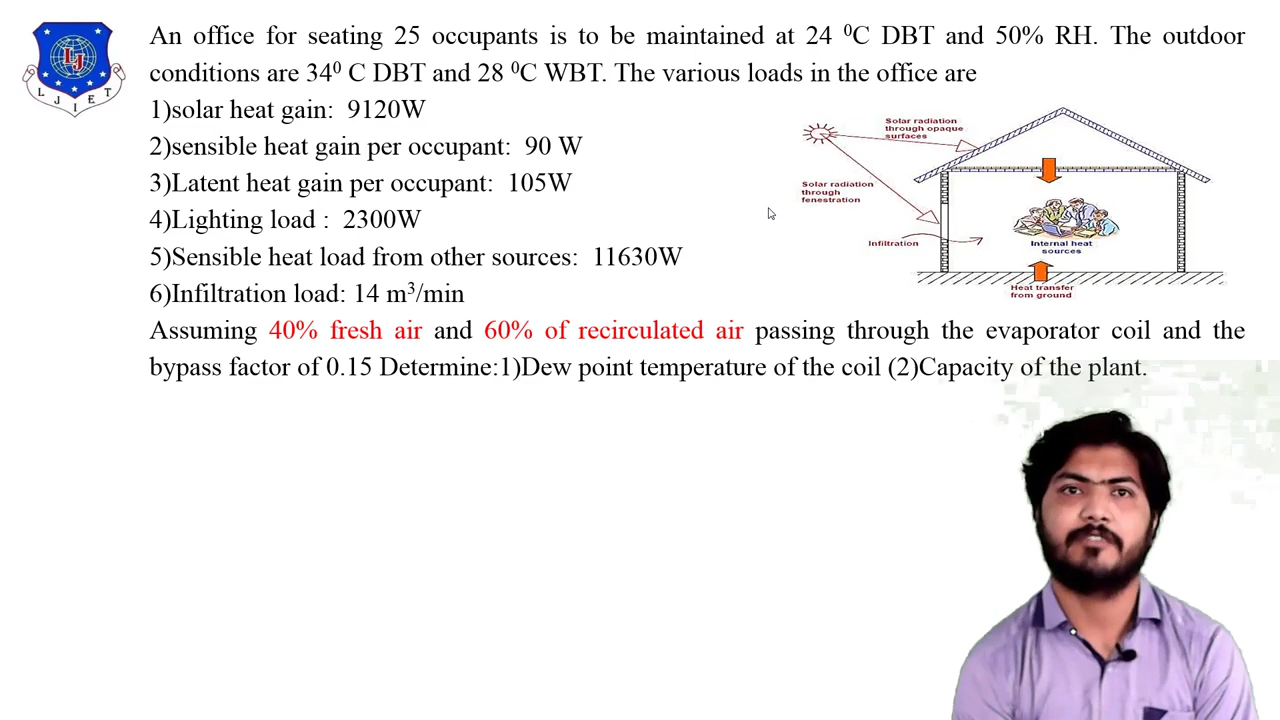 An office for seating 25 occupants is to be maintained at 24 ⁰C DBT and 50% RH. The outdoor
conditions are 34⁰ C DBT and 28 ⁰C WBT. The various loads in the office are
1)solar heat gain: 9120W
2)sensible heat gain per occupant: 90 W
3)Latent heat gain per occupant: 105W
4)Lighting load : 2300W
5)Sensible heat load from other sources: 11630W
6)Infiltration load: 14 m³/min
Assuming 40% fresh air and 60% of recirculated air passing through the evaporator coil and the
bypass factor of 0.15 Determine:1)Dew point temperature of the coil (2)Capacity of the plant.
LJ
LJIET
Solar radiation
through opaque
surfaces
Solar radiation
through
fenestration
Infiltration
Internal heat
sources
Heat transfer
from ground